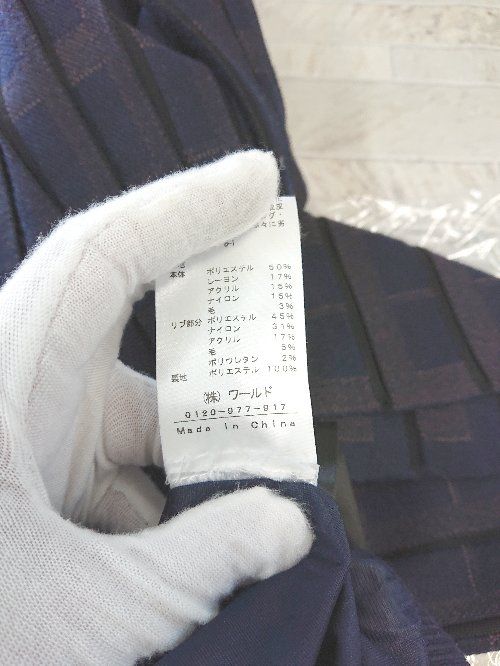 本体 ポリエステル 50%
レーヨン 17%
アクリル 15%
ナイロン 15%
毛 3%
リブ部分 ポリエステル 45%
ナイロン 31%
アクリル 17%
毛 5%
ポリウレタン 2%
裏地 ポリエステル 100%
(株) ワールド
0120-977-917
Made in China